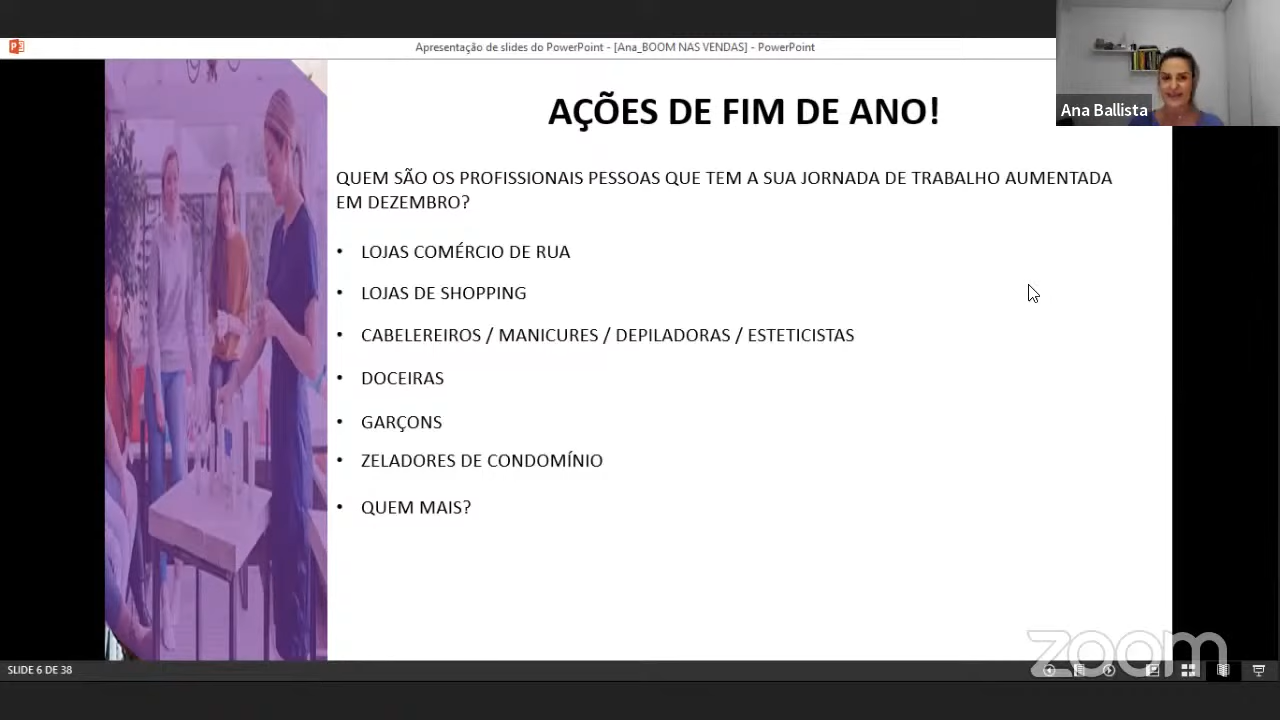 Apresentação de slides do PowerPoint - [Ana_BOOM NAS VENDAS] - PowerPoint
Ana Ballista
AÇÕES DE FIM DE ANO!
QUEM SÃO OS PROFISSIONAIS PESSOAS QUE TEM A SUA JORNADA DE TRABALHO AUMENTADA
EM DEZEMBRO?
• LOJAS COMÉRCIO DE RUA
• LOJAS DE SHOPPING
• CABELEREIROS / MANICURES / DEPILADORAS / ESTETICISTAS
• DOCEIRAS
• GARÇONS
• ZELADORES DE CONDOMÍNIO
• QUEM MAIS?
zoom
SLIDE 6 DE 38